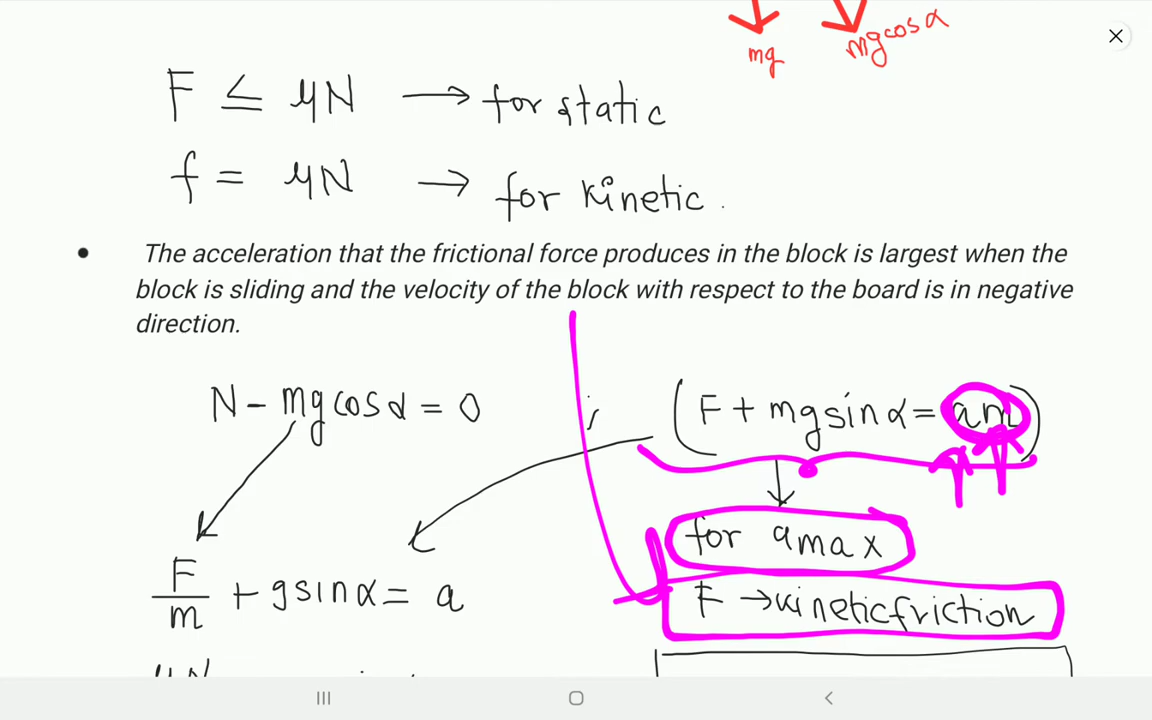 mg
mgcosα
F ≤ μN → for static
f = μN → for kinetic.
• The acceleration that the frictional force produces in the block is largest when the
block is sliding and the velocity of the block with respect to the board is in negative
direction.
N - mgcosα = 0 ; (F + mgsinα = am)
for amax
F → kinetic friction
F/m + gsinα = a